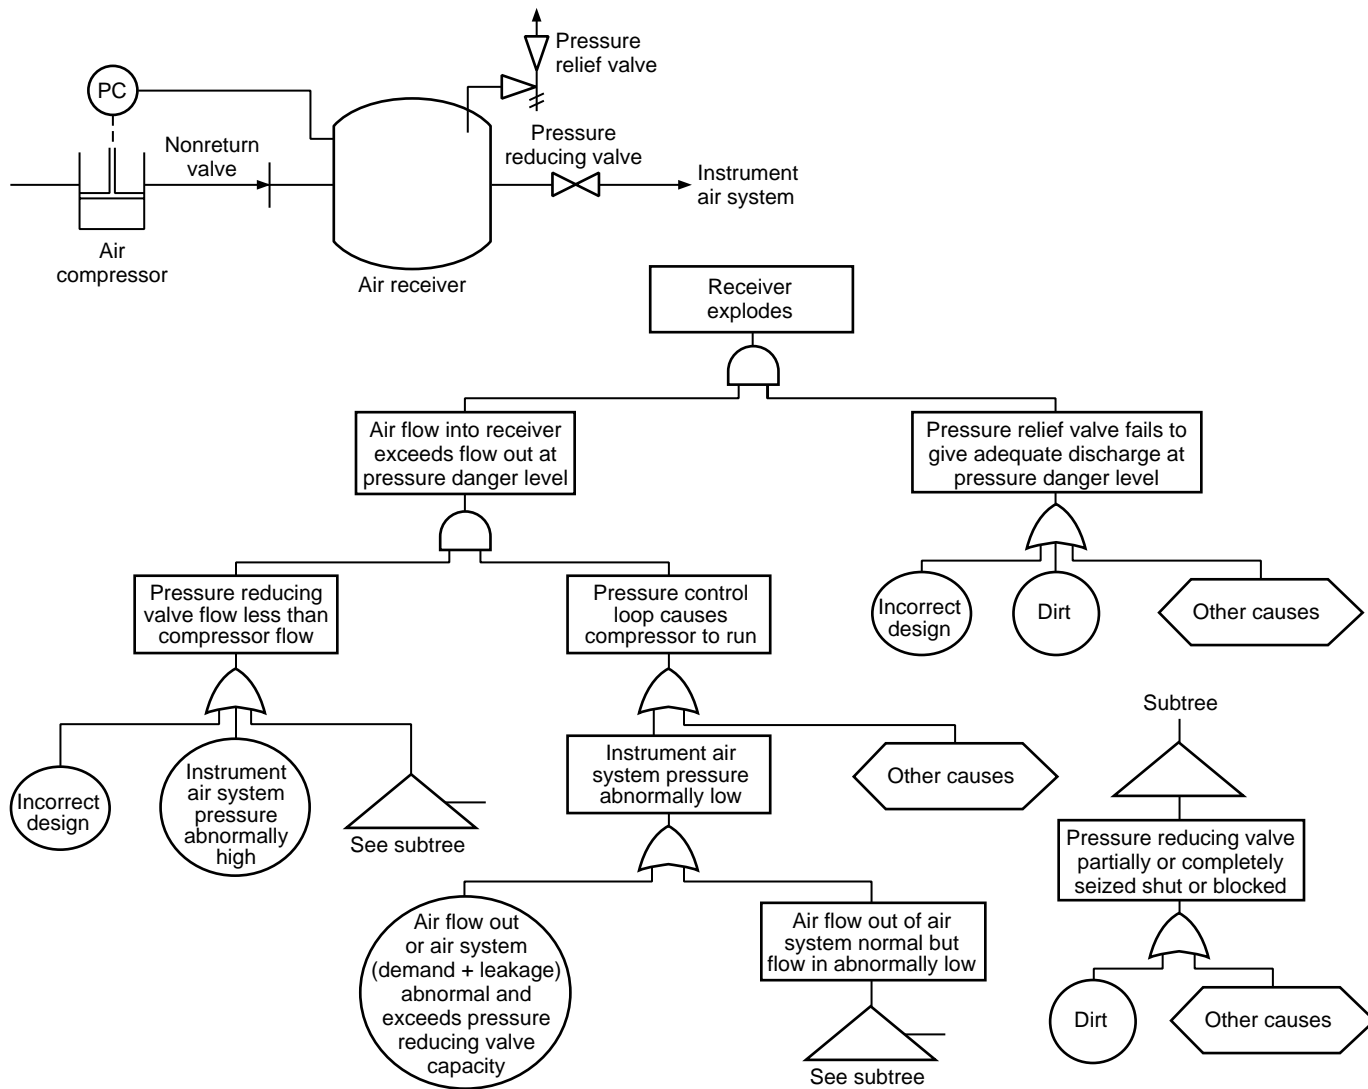 Pressure
relief valve
PC
Nonreturn
valve
Pressure
reducing valve
Instrument
air system
Air
compressor
Air receiver
Receiver
explodes
Air flow into receiver
exceeds flow out at
pressure danger level
Pressure relief valve fails to
give adequate discharge at
pressure danger level
Pressure reducing
valve flow less than
compressor flow
Pressure control
loop causes
compressor to run
Incorrect
design
Dirt
Other causes
Incorrect
design
Instrument
air system
pressure
abnormally
high
See subtree
Instrument air
system pressure
abnormally low
Other causes
Subtree
Pressure reducing valve
partially or completely
seized shut or blocked
Air flow out
or air system
(demand + leakage)
abnormal and
exceeds pressure
reducing valve
capacity
Air flow out of air
system normal but
flow in abnormally low
See subtree
Dirt
Other causes